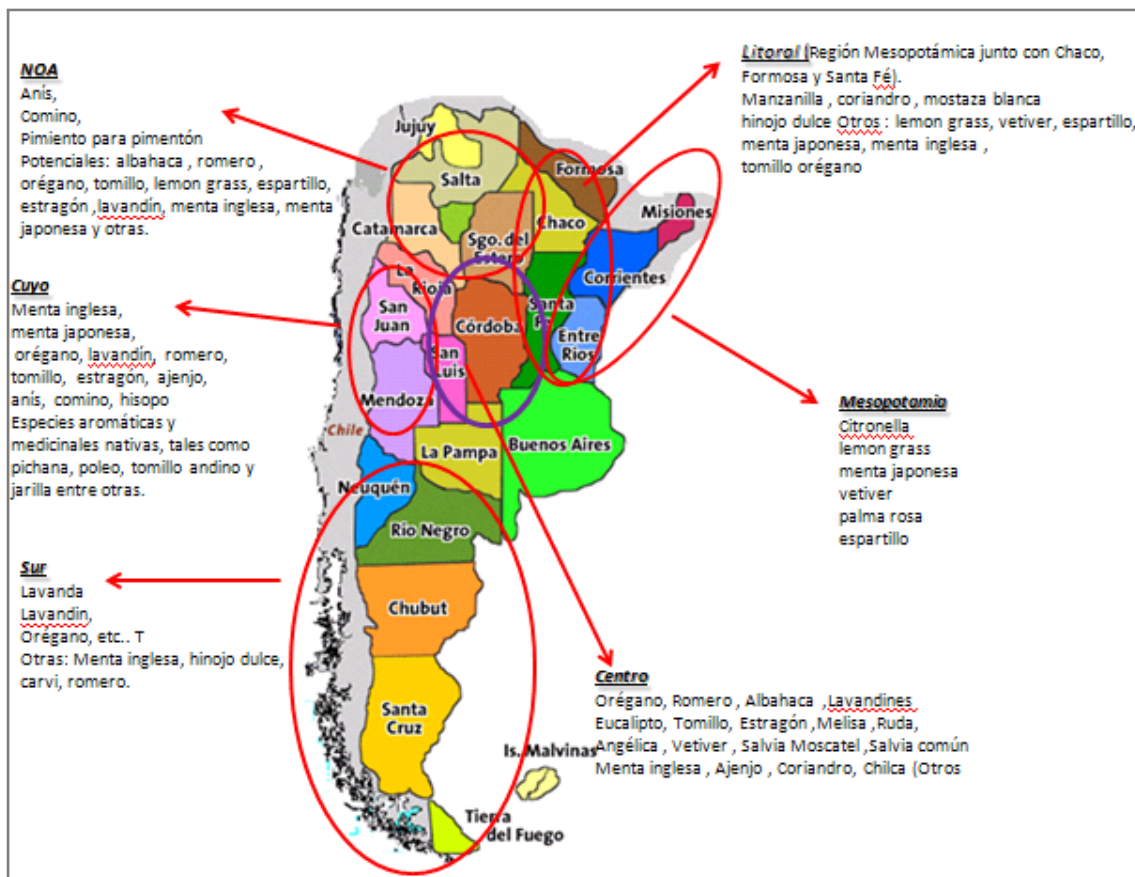 NOA
Anís,
Comino,
Pimiento para pimentón
Potenciales: albahaca , romero ,
orégano, tomillo, lemon grass, espartillo,
estragón ,lavandín, menta inglesa, menta
japonesa y otras.
Litoral (Región Mesopotámica junto con Chaco,
Formosa y Santa Fé).
Manzanilla , coriandro , mostaza blanca
hinojo dulce Otros : lemon grass, vetiver, espartillo,
menta japonesa, menta inglesa ,
tomillo orégano
Cuyo
Menta inglesa,
menta japonesa,
orégano, lavandín, romero,
tomillo, estragón, ajenjo,
anís, comino, hisopo
Especies aromáticas y
medicinales nativas, tales como
pichana, poleo, tomillo andino y
jarilla entre otras.
Mesopotamia
Citronella
lemon grass
menta japonesa
vetiver
palma rosa
espartillo
Sur
Lavanda
Lavandin,
Orégano, etc.. T
Otras: Menta inglesa, hinojo dulce,
carvi, romero.
Centro
Orégano, Romero , Albahaca ,Lavandines
Eucalipto, Tomillo, Estragón ,Melisa ,Ruda,
Angélica , Vetiver , Salvia Moscatel ,Salvia común
Menta inglesa , Ajenjo , Coriandro, Chilca (Otros
Jujuy
Salta
Formosa
Chaco
Misiones
Catamarca
Sgo. del
Estero
Corrientes
La
Rioja
San
Juan
Santa
Fé
Córdoba
Entre
Rios
San
Luis
Mendoza
Chile
Buenos Aires
La Pampa
Neuquén
Río Negro
Chubut
Santa
Cruz
Is. Malvinas
Tierra
del Fuego